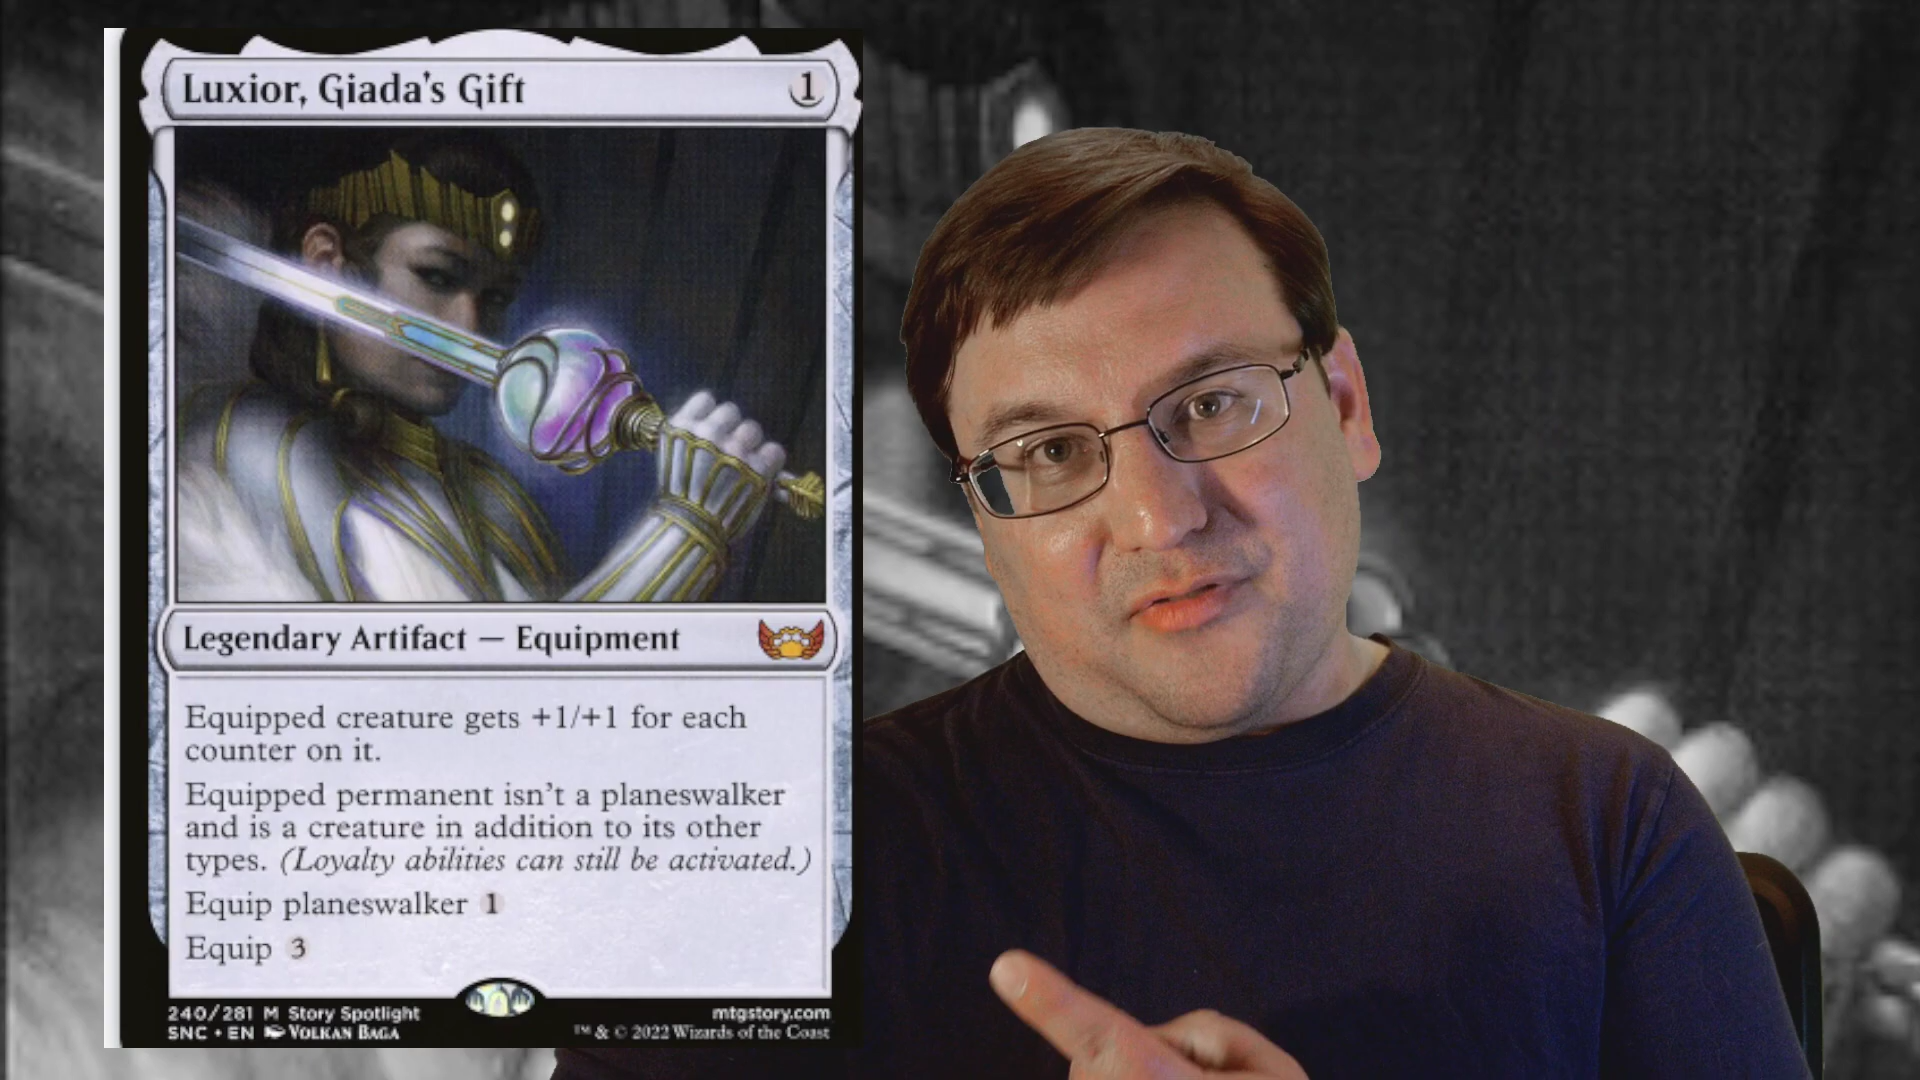 Luxior, Giada's Gift 1
Legendary Artifact — Equipment
Equipped creature gets +1/+1 for each
counter on it.
Equipped permanent isn't a planeswalker
and is a creature in addition to its other
types. (Loyalty abilities can still be activated.)
Equip planeswalker 1
Equip 3
240/281 M Story Spotlight
mtgstory.com
SNC • EN VOLKAN BAGA
™ & © 2022 Wizards of the Coast